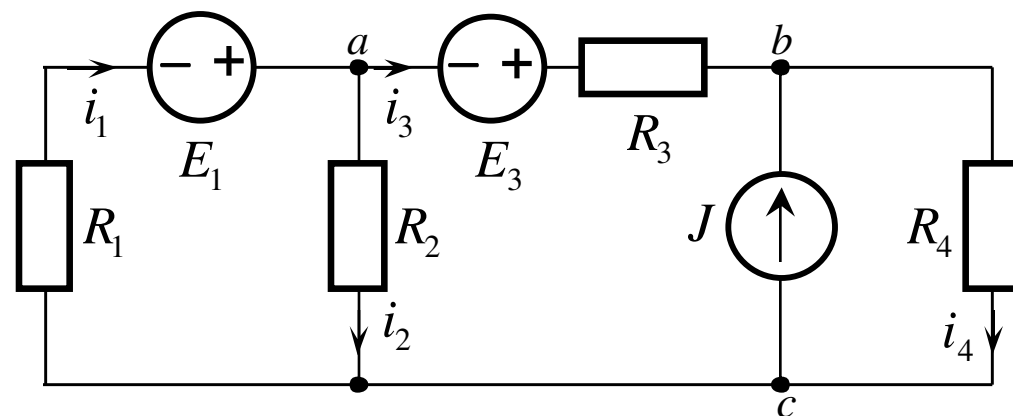 a b
− + − +
i₁ i₃ R₃
E₁ E₃
R₁ R₂ J R₄
i₂ i₄
c